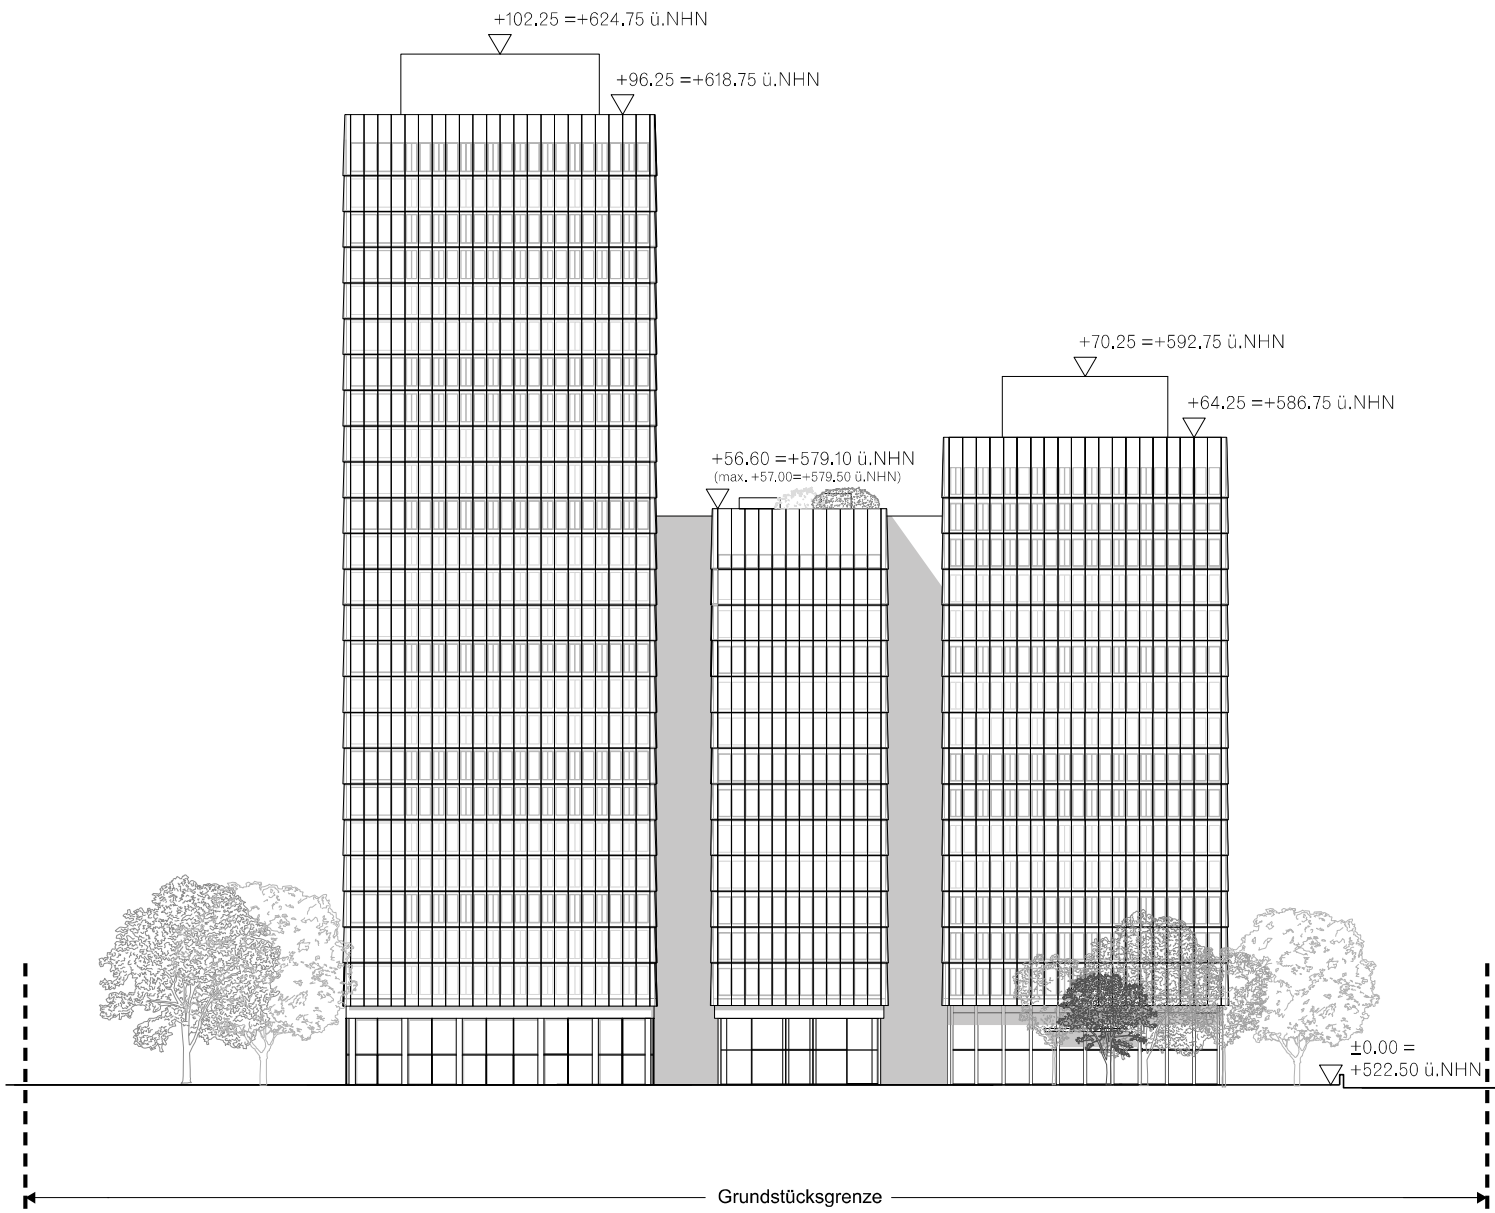 +102.25 =+624.75 ü.NHN
+96.25 =+618.75 ü.NHN
+70.25 =+592.75 ü.NHN
+64.25 =+586.75 ü.NHN
+56.60 =+579.10 ü.NHN
(max. +57.00=+579.50 ü.NHN)
±0.00 =
+522.50 ü.NHN
Grundstücksgrenze